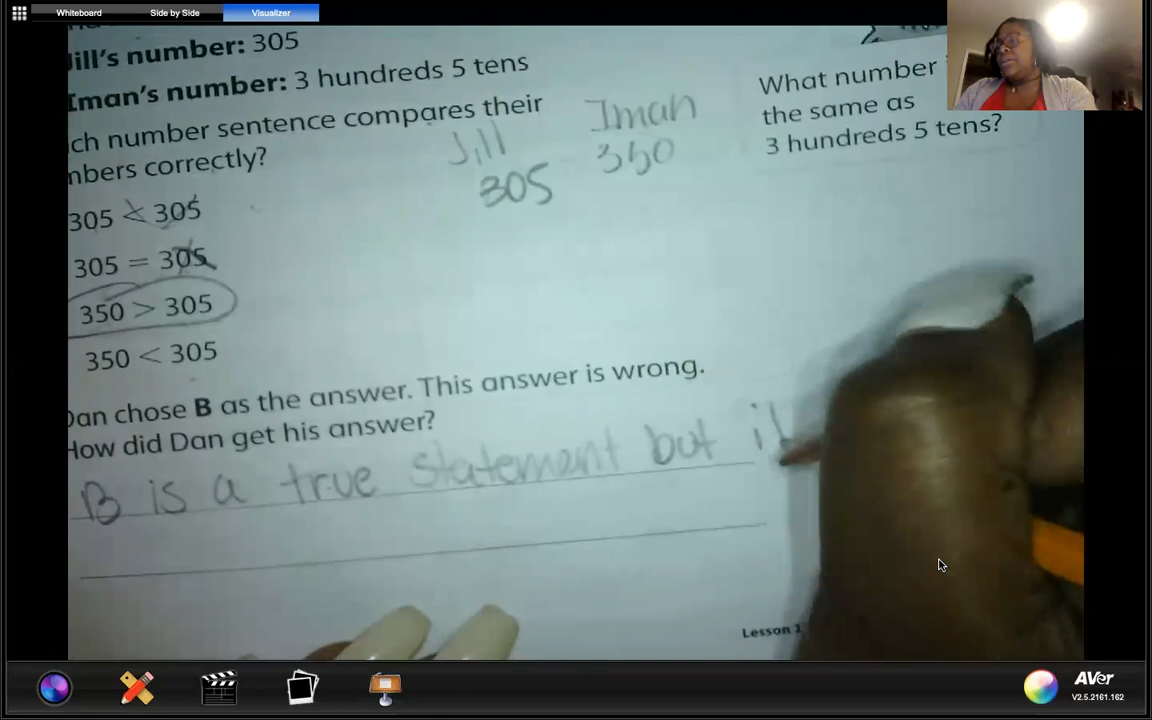 Whiteboard Side by Side Visualizer
Jill's number: 305
Iman's number: 3 hundreds 5 tens
ch number sentence compares their
mbers correctly?
Jill Iman
305 350
305 < 305
305 = 305
350 > 305
350 < 305
Dan chose B as the answer. This answer is wrong.
How did Dan get his answer?
B is a true statement but it
What number
the same as
3 hundreds 5 tens?
Lesson 1
AVer
V2.5.2161.162